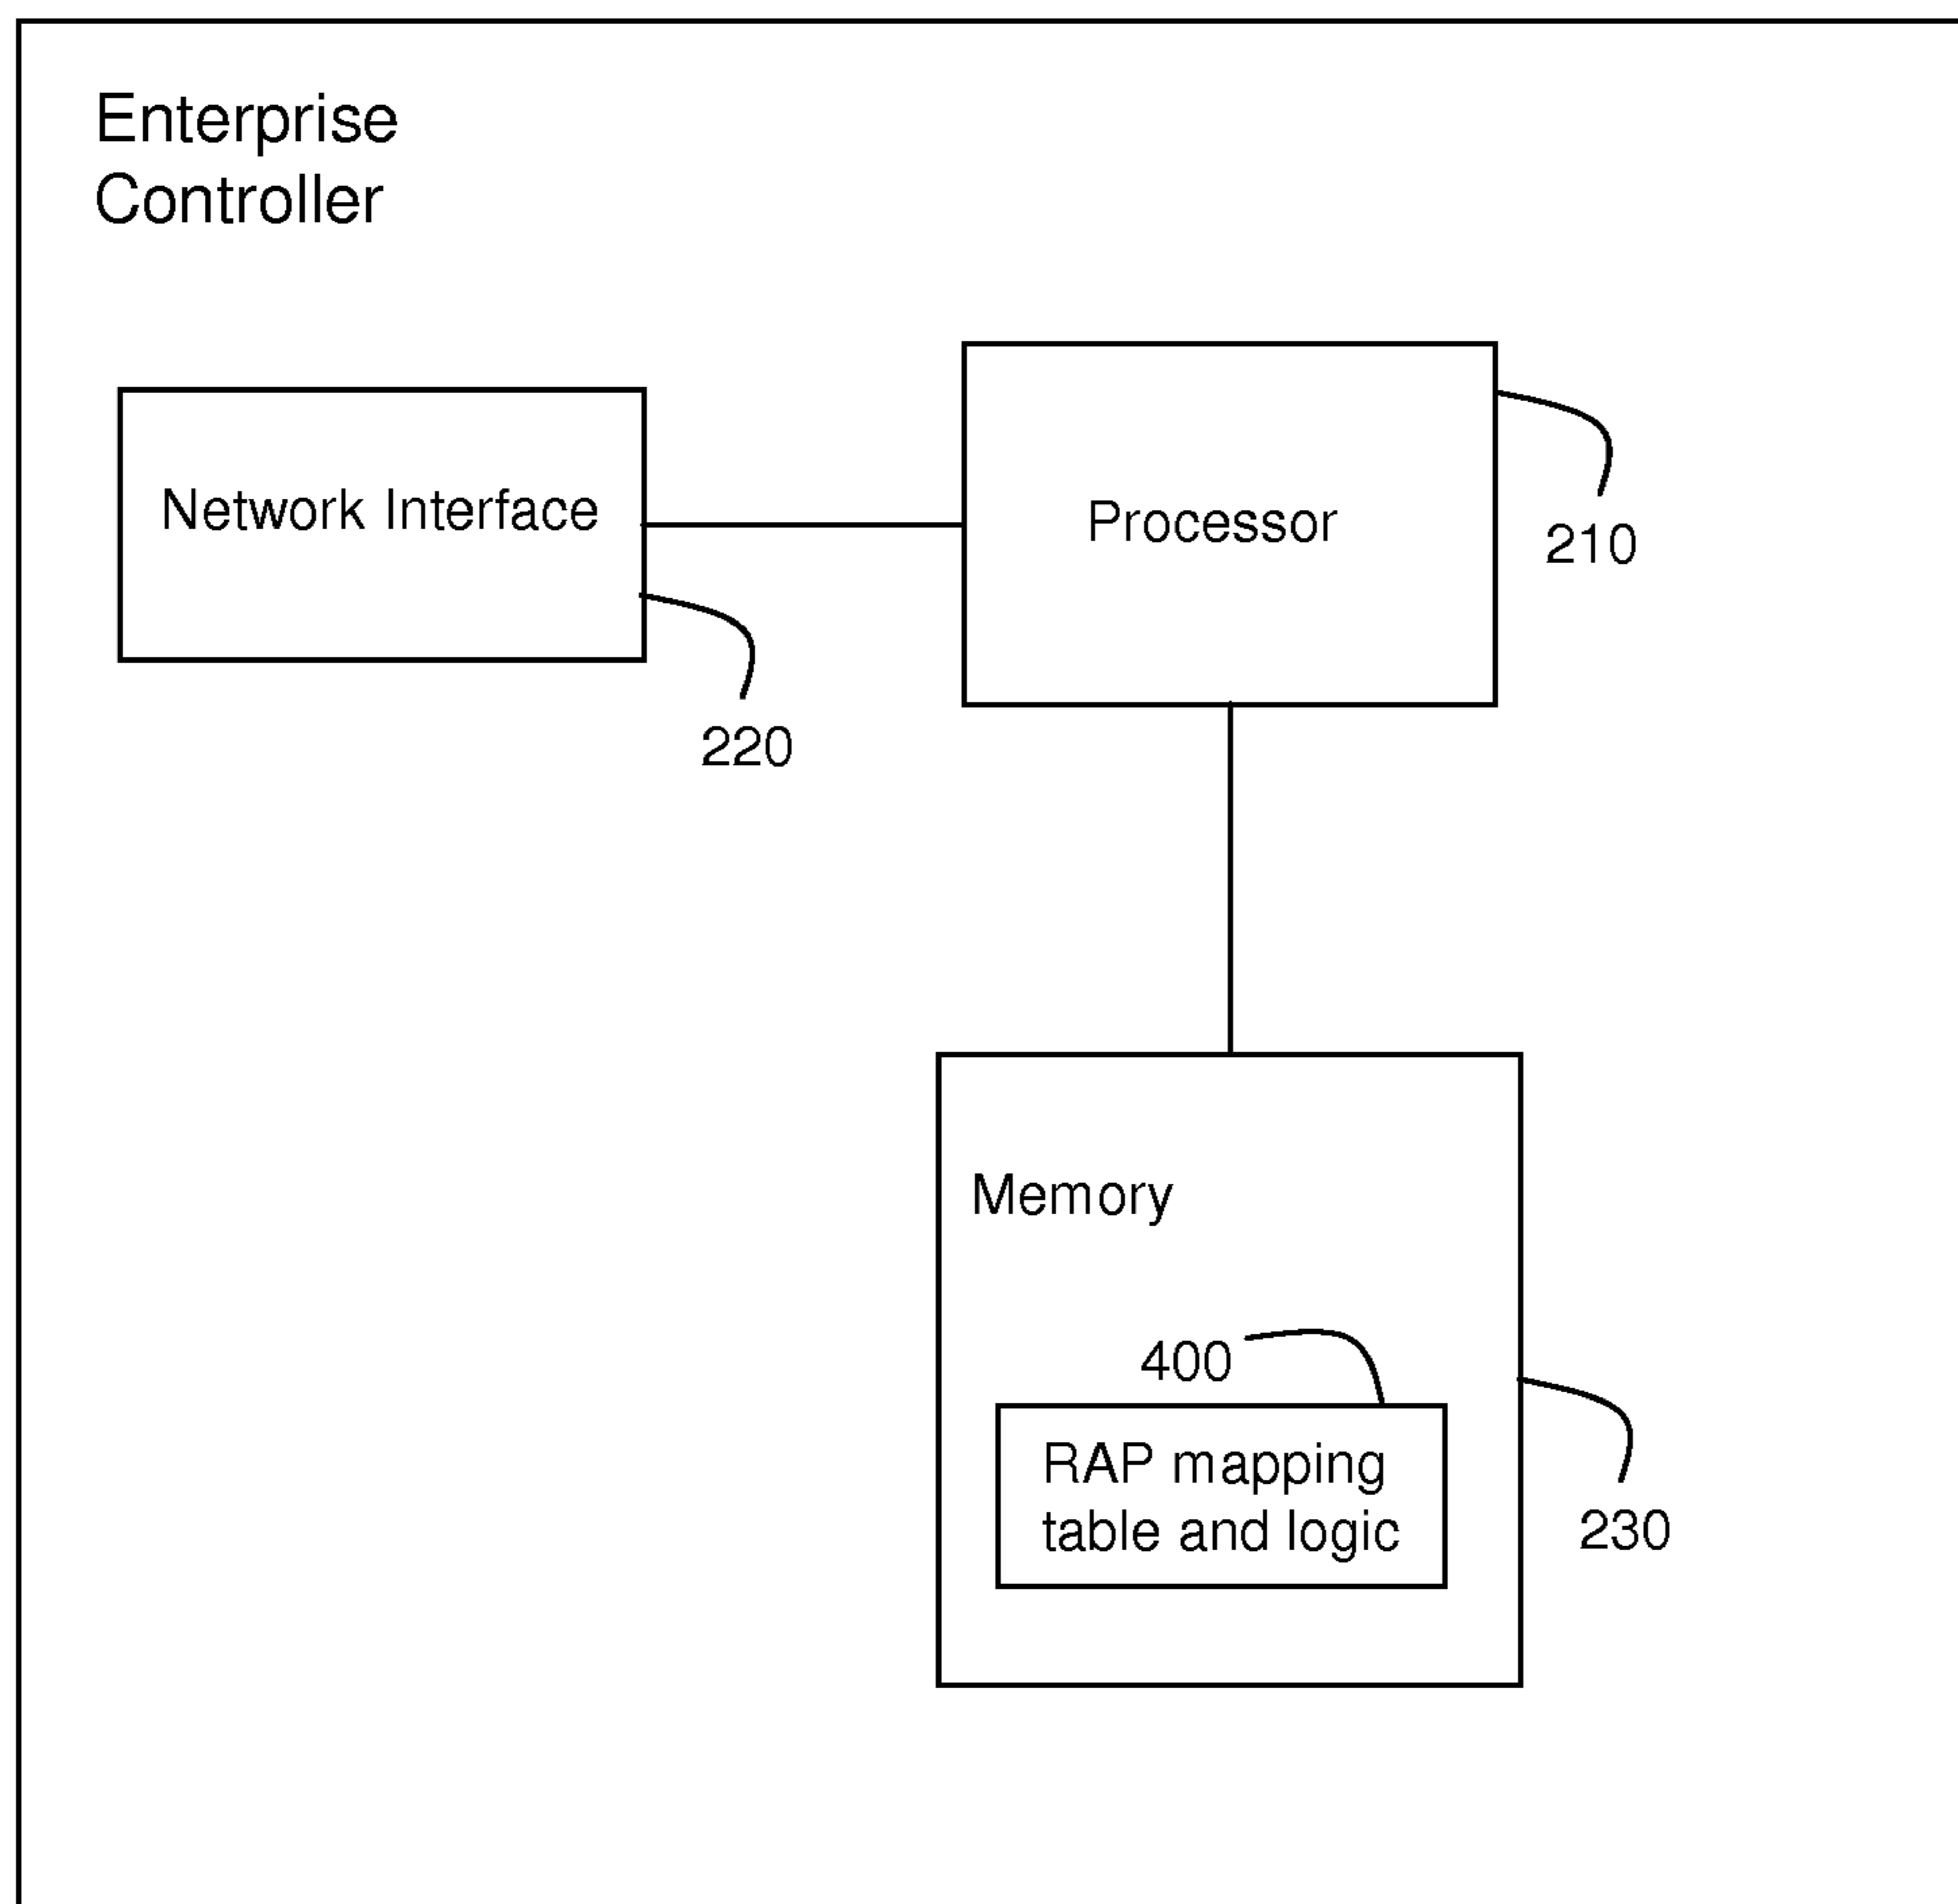 Enterprise
Controller
Network Interface
Processor
210
220
Memory
400
RAP mapping
table and logic
230